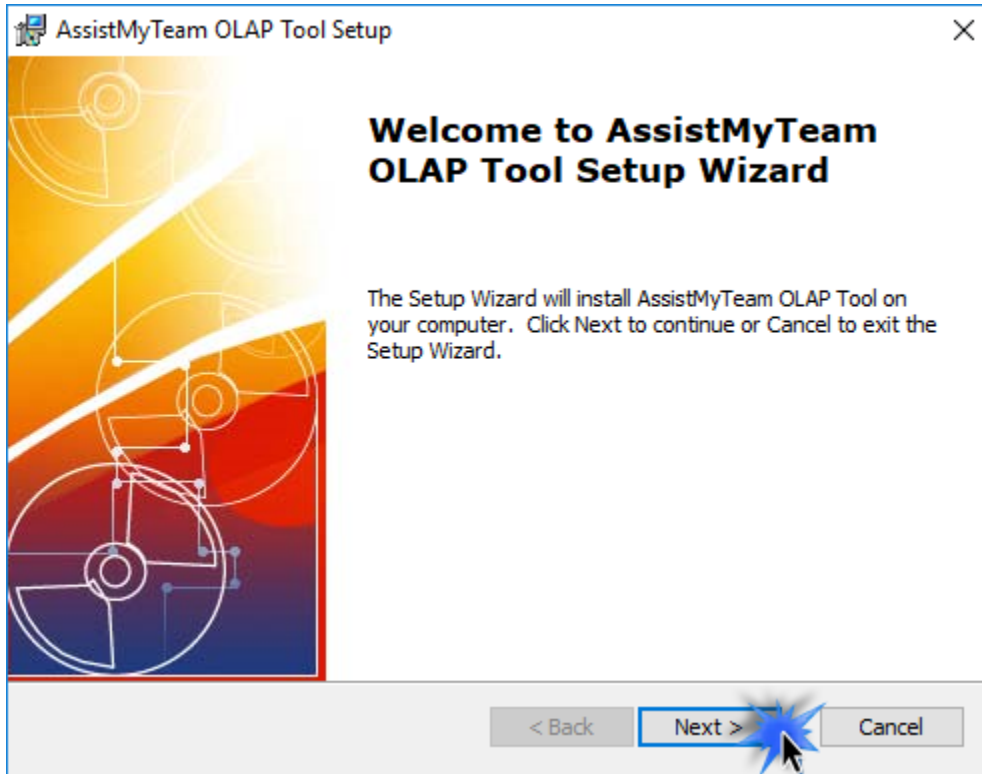 AssistMyTeam OLAP Tool Setup
Welcome to AssistMyTeam
OLAP Tool Setup Wizard
The Setup Wizard will install AssistMyTeam OLAP Tool on
your computer.  Click Next to continue or Cancel to exit the
Setup Wizard.
< Back Next > Cancel